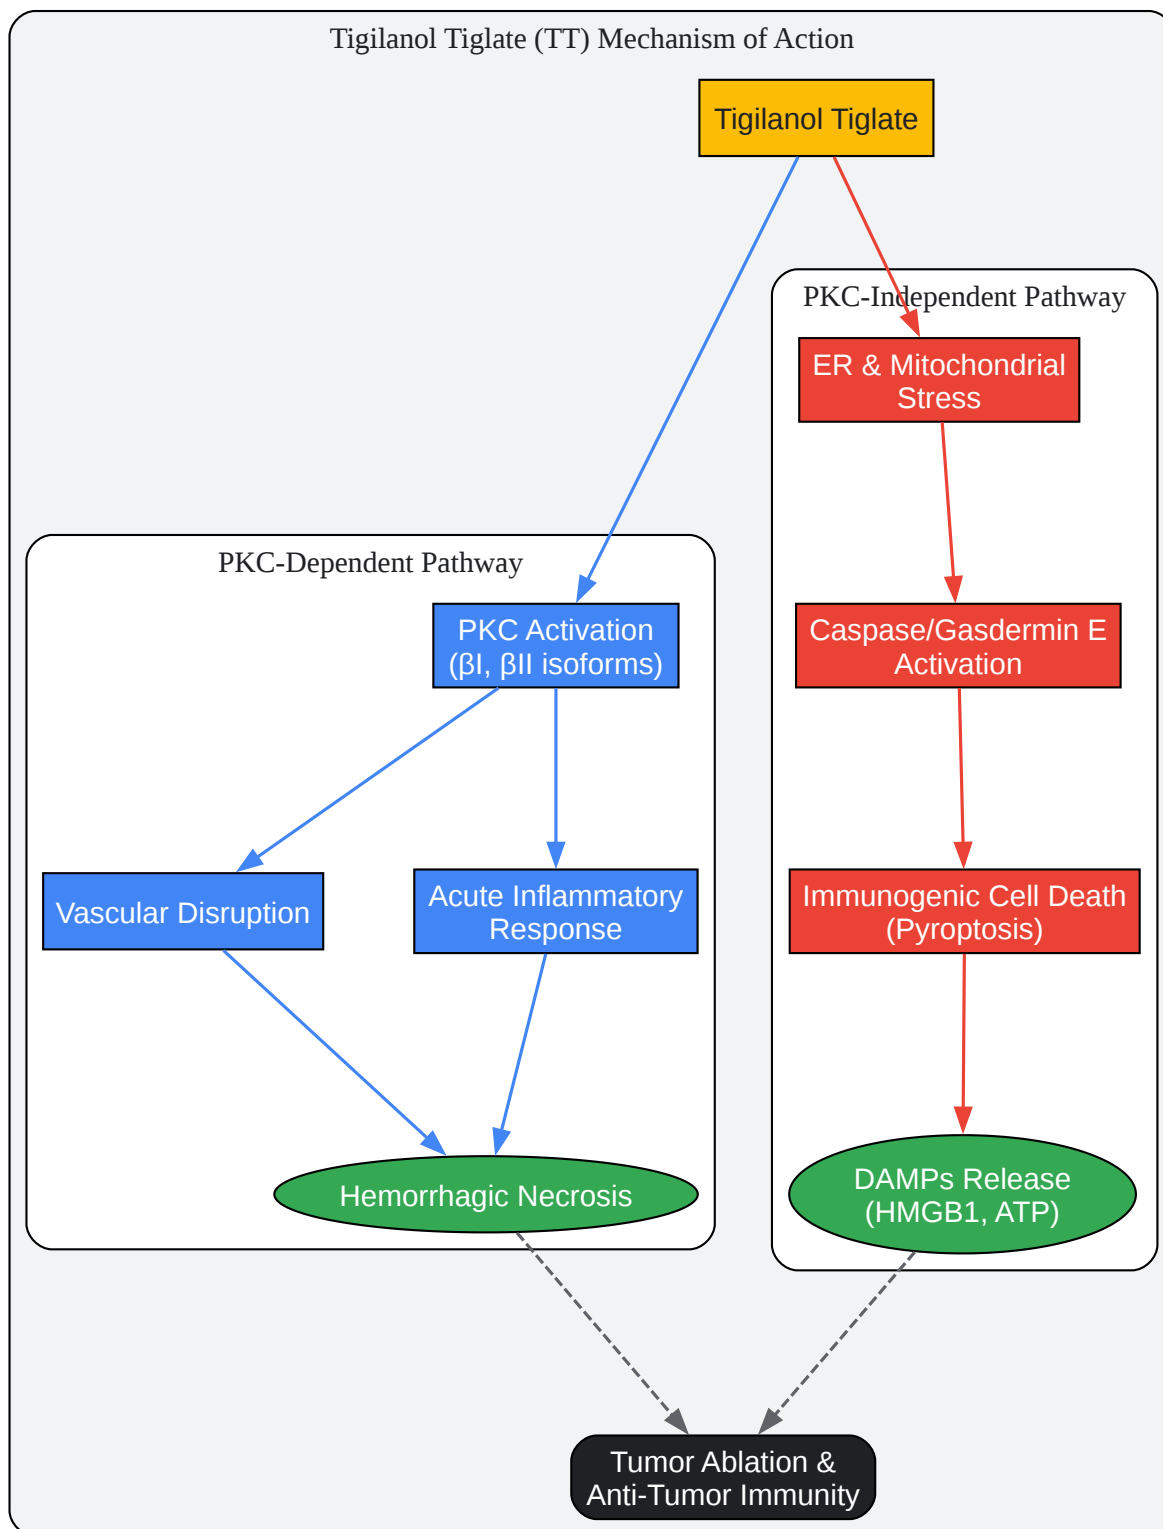 Tigilanol Tiglate (TT) Mechanism of Action
Tigilanol Tiglate
PKC-Independent Pathway
ER & Mitochondrial
Stress
PKC-Dependent Pathway
PKC Activation
(βI, βII isoforms)
Caspase/Gasdermin E
Activation
Vascular Disruption
Acute Inflammatory
Response
Immunogenic Cell Death
(Pyroptosis)
Hemorrhagic Necrosis
DAMPs Release
(HMGB1, ATP)
Tumor Ablation &
Anti-Tumor Immunity